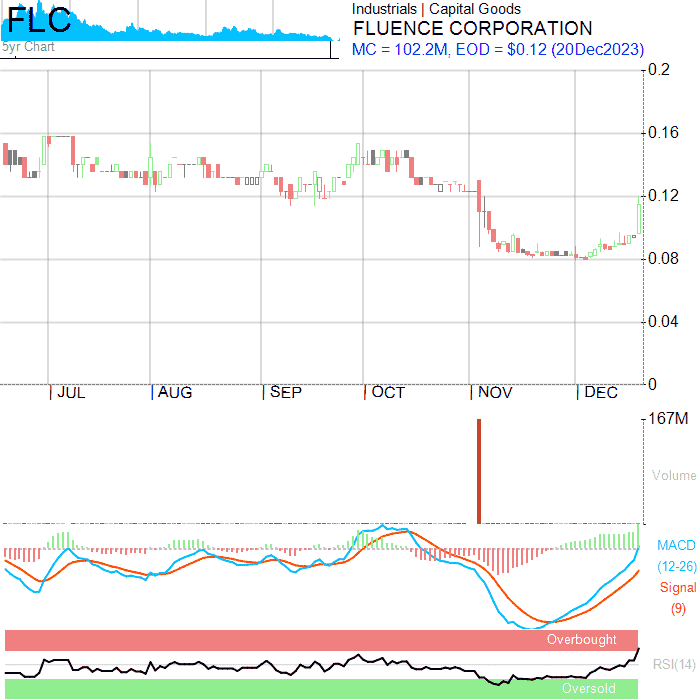 FLC
5yr Chart
Industrials | Capital Goods
FLUENCE CORPORATION
MC = 102.2M, EOD = $0.12 (20Dec2023)
0.2
0.16
0.12
0.08
0.04
0
JUL AUG SEP OCT NOV DEC
167M
Volume
MACD
(12-26)
Signal
(9)
Overbought
RSI(14)
Oversold